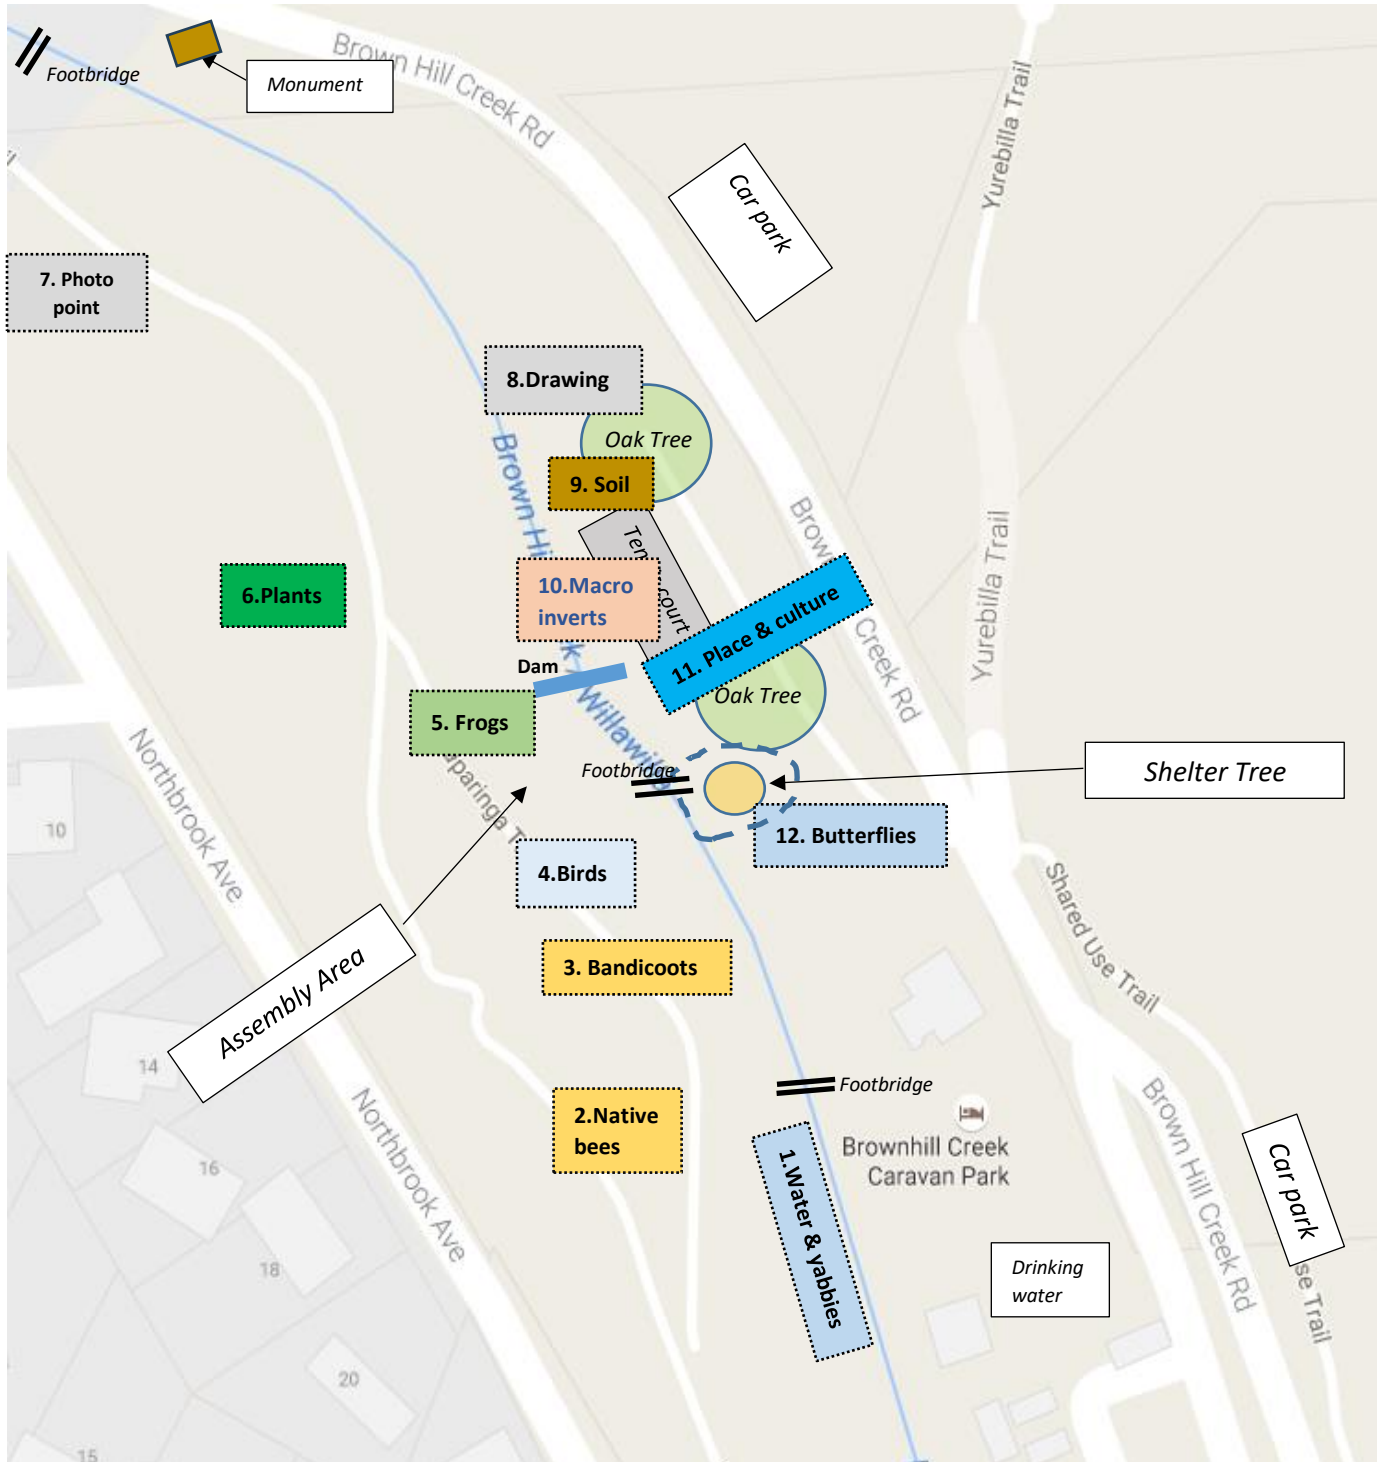 Footbridge
Monument
Brown Hill Creek Rd
Yurebilla Trail
Car park
7. Photo
point
8.Drawing
Oak Tree
9. Soil
Brown Hi
Brown
Creek Rd
Yurebilla Trail
court
6.Plants
10.Macro
inverts
11. Place & culture
Dam
Oak Tree
5. Frogs
Willawilla
Northbrook Ave
Footbridge
Shelter Tree
10
12. Butterflies
4.Birds
Shared Use Trail
3. Bandicoots
Assembly Area
14
Footbridge
2.Native
bees
Northbrook Ave
16
Brownhill Creek
Caravan Park
1.Water & yabbies
Brown Hill Creek Rd
Car park
18
Drinking
water
se Trail
20
15